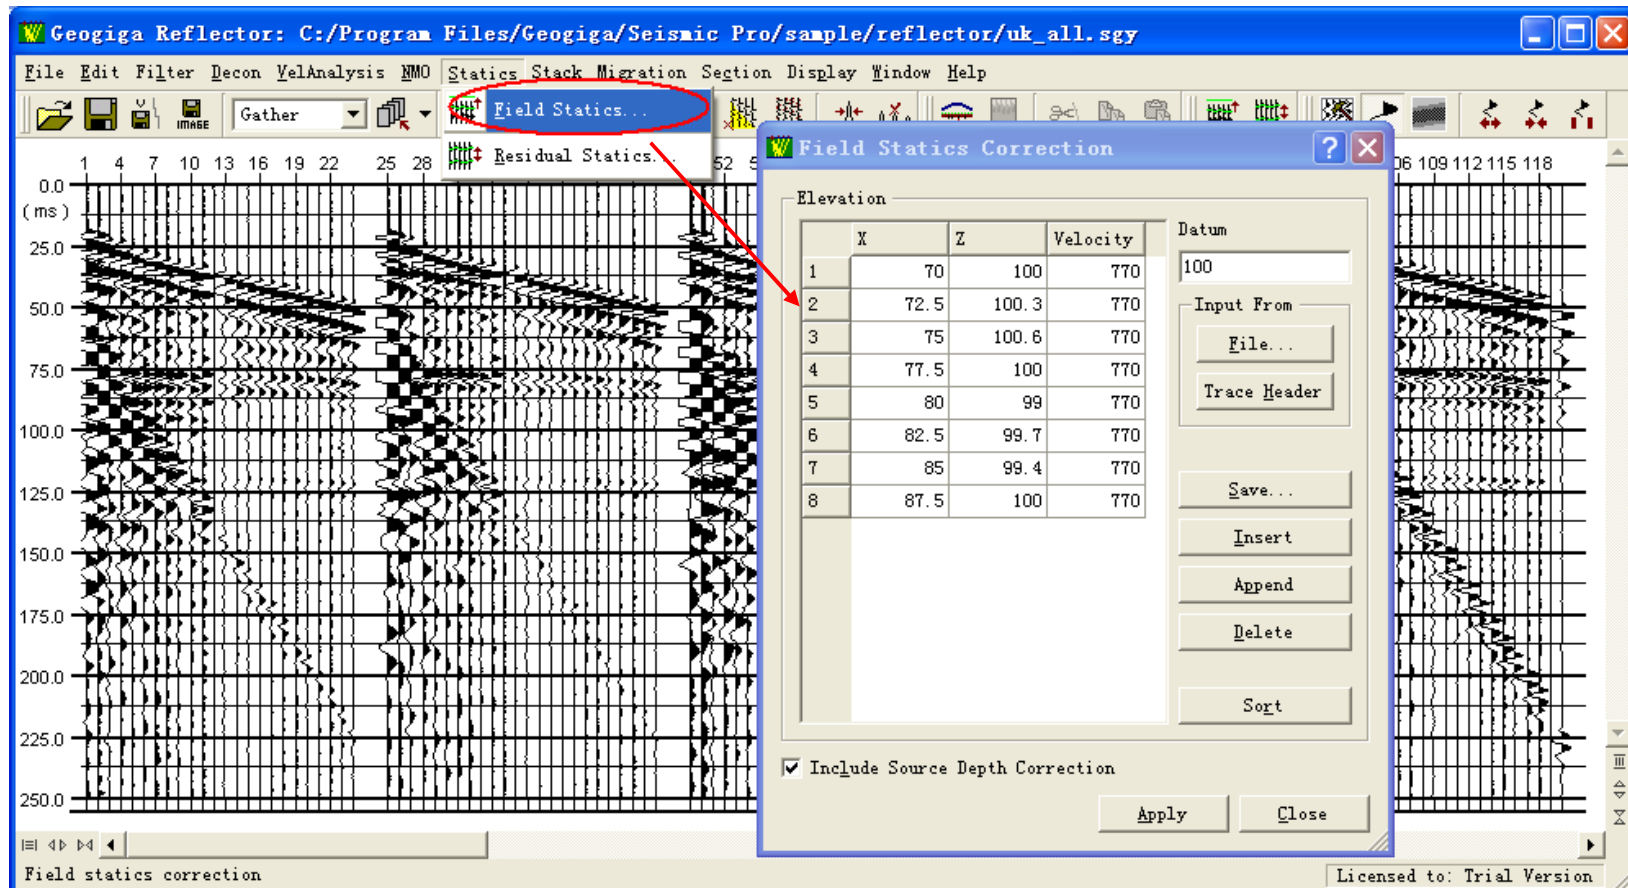 Geogiga Reflector: C:/Program Files/Geogiga/Seismic Pro/sample/reflector/uk_all.sgy
File Edit Filter Decon VelAnalysis NMO Statics Stack Migration Section Display Window Help
IMAGE Gather
Field Statics...
Residual Statics...
1 4 7 10 13 16 19 22 25 28 52 109 112 115 118
0.0
(ms)
25.0
50.0
75.0
100.0
125.0
150.0
175.0
200.0
225.0
250.0
Field Statics Correction
Elevation
X Z Velocity
1 70 100 770
2 72.5 100.3 770
3 75 100.6 770
4 77.5 100 770
5 80 99 770
6 82.5 99.7 770
7 85 99.4 770
8 87.5 100 770
Datum
100
Input From
File...
Trace Header
Save...
Insert
Append
Delete
Sort
Include Source Depth Correction
Apply Close
Field statics correction
Licensed to: Trial Version